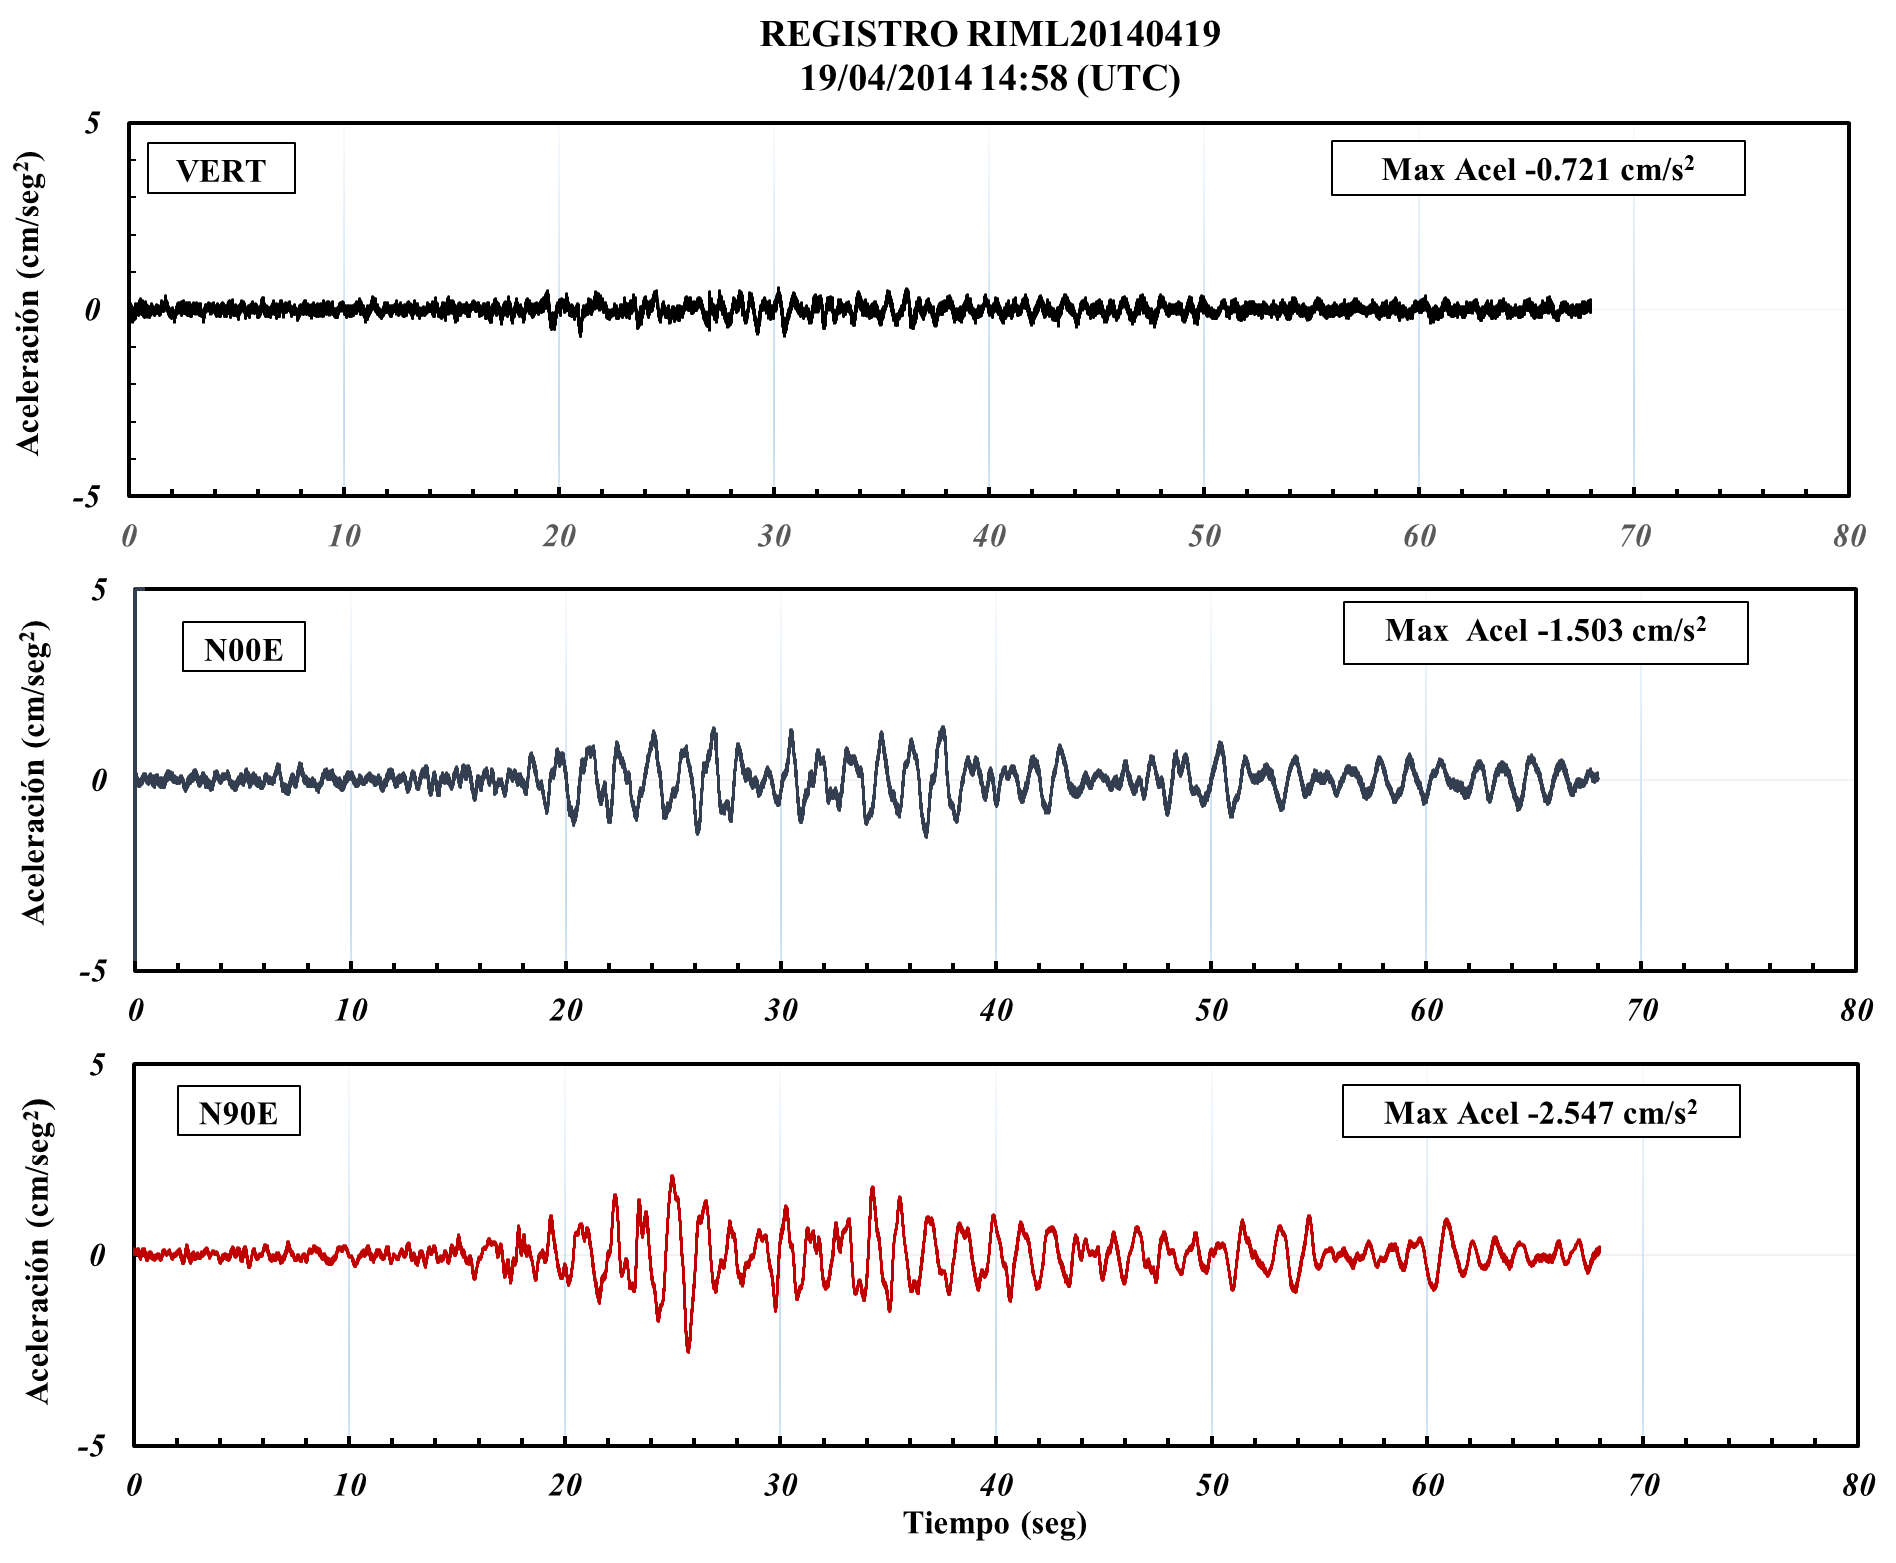 REGISTRO RIML20140419
19/04/2014 14:58 (UTC)
Aceleración (cm/seg²)
5
0
-5
VERT
Max Acel -0.721 cm/s²
0 10 20 30 40 50 60 70 80
Aceleración (cm/seg²)
5
0
-5
N00E
Max Acel -1.503 cm/s²
0 10 20 30 40 50 60 70 80
Aceleración (cm/seg²)
5
0
-5
N90E
Max Acel -2.547 cm/s²
0 10 20 30 40 50 60 70 80
Tiempo (seg)